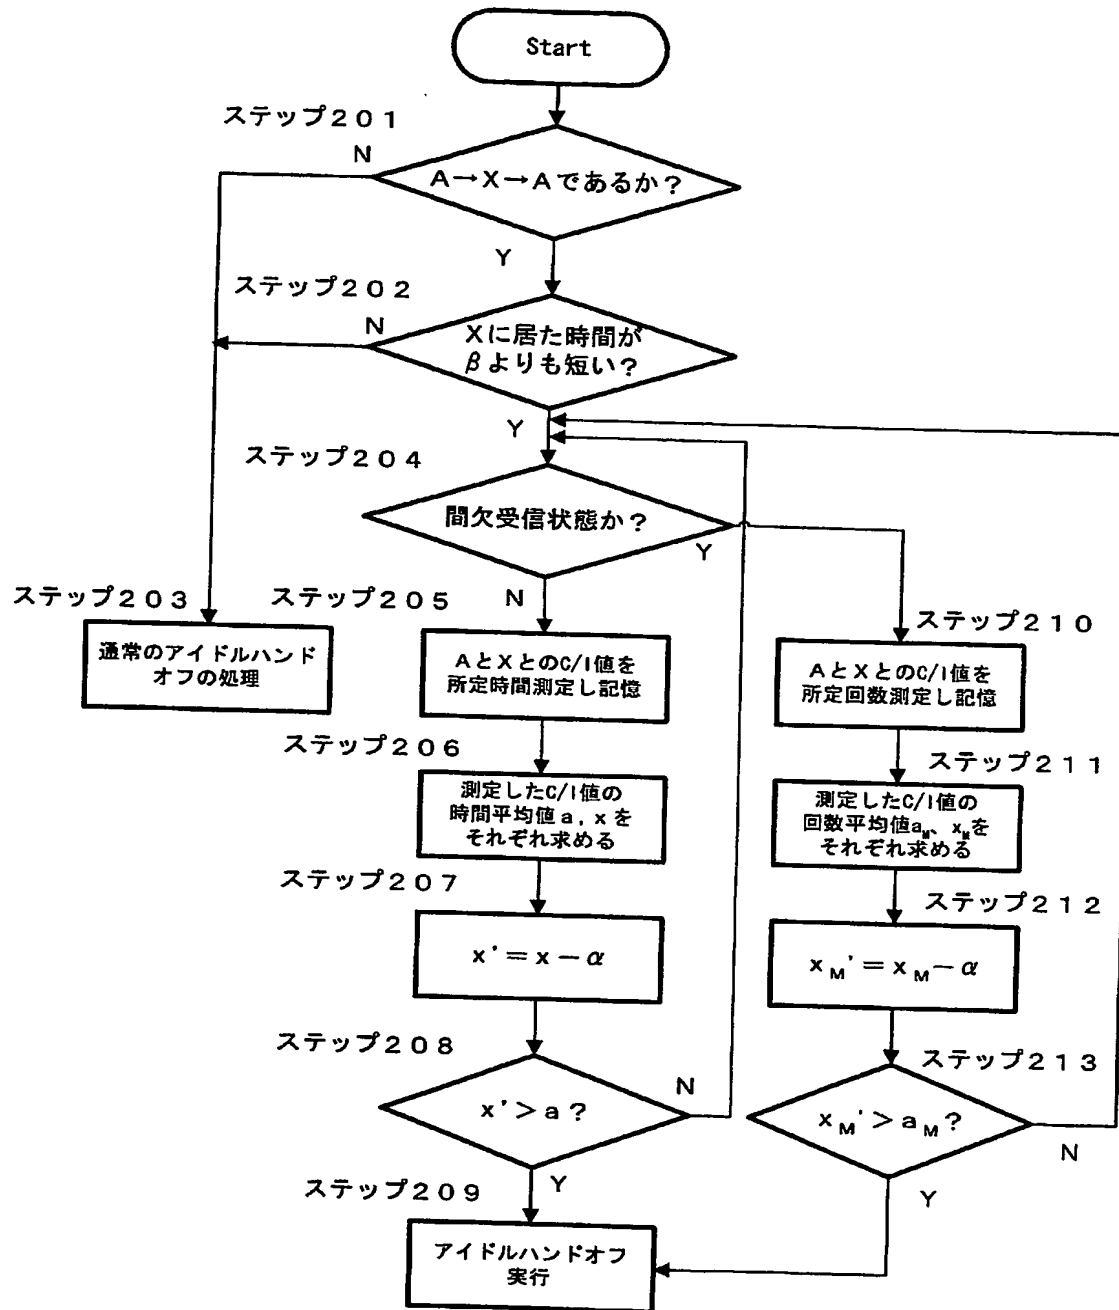 Start
ステップ201
N
A→X→Aであるか?
Y
ステップ202
N
Xに居た時間が
βよりも短い?
Y
ステップ204
間欠受信状態か?
Y
N
ステップ203
通常のアイドルハンド
オフの処理
ステップ205
AとXとのC/I値を
所定時間測定し記憶
ステップ210
AとXとのC/I値を
所定回数測定し記憶
ステップ206
測定したC/I値の
時間平均値a, xを
それぞれ求める
ステップ211
測定したC/I値の
回数平均値aM、xMを
それぞれ求める
ステップ207
x'=x-α
ステップ212
xM'=xM-α
ステップ208
x'>a?
N
Y
ステップ213
xM'>aM?
N
Y
ステップ209
アイドルハンドオフ
実行